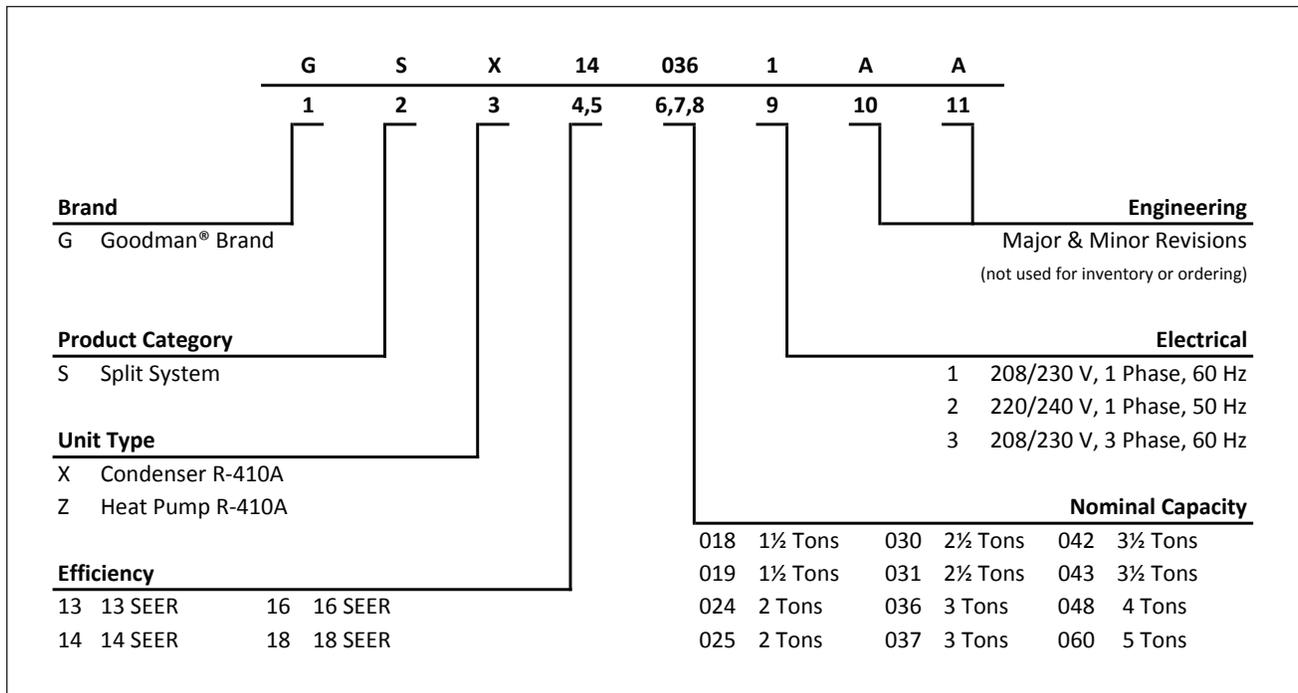 G S X 14 036 1 A A
1 2 3 4,5 6,7,8 9 10 11
Brand
G Goodman® Brand
Engineering
Major & Minor Revisions
(not used for inventory or ordering)
Product Category
S Split System
Electrical
1 208/230 V, 1 Phase, 60 Hz
2 220/240 V, 1 Phase, 50 Hz
3 208/230 V, 3 Phase, 60 Hz
Unit Type
X Condenser R-410A
Z Heat Pump R-410A
Nominal Capacity
018 1½ Tons 030 2½ Tons 042 3½ Tons
019 1½ Tons 031 2½ Tons 043 3½ Tons
024 2 Tons 036 3 Tons 048 4 Tons
025 2 Tons 037 3 Tons 060 5 Tons
Efficiency
13 13 SEER 16 16 SEER
14 14 SEER 18 18 SEER